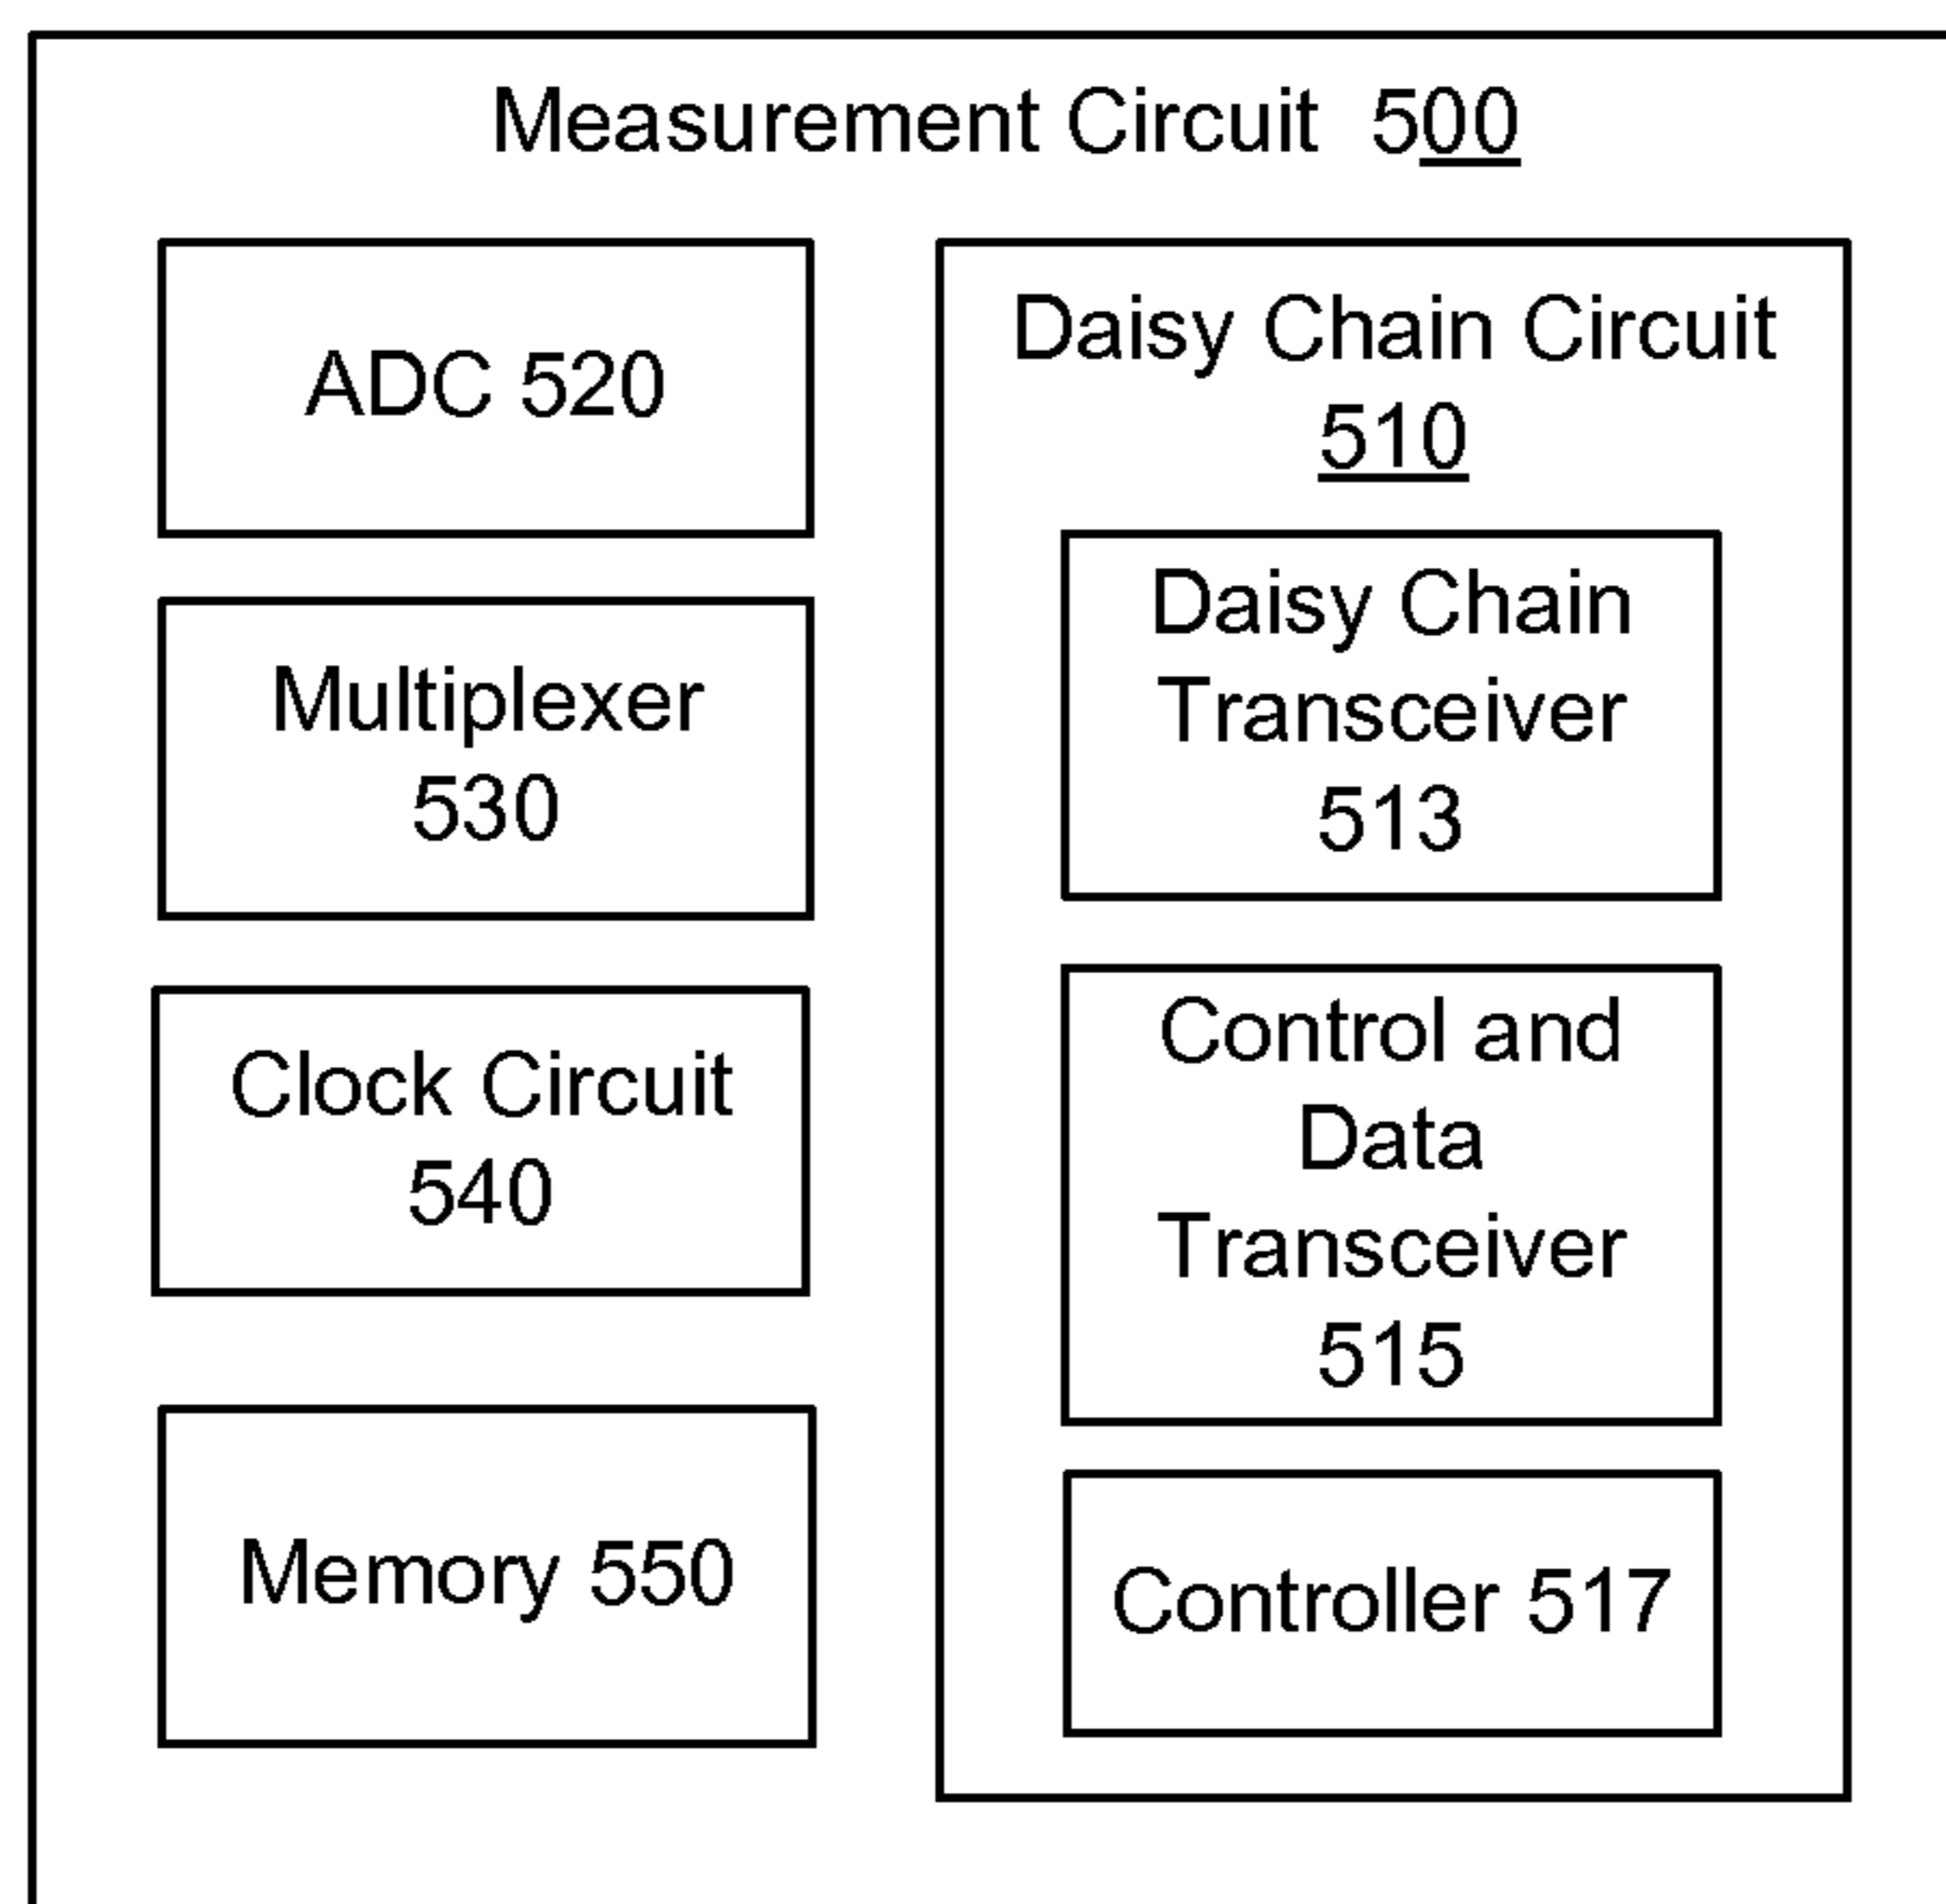 Measurement Circuit 500
ADC 520
Multiplexer
530
Clock Circuit
540
Memory 550
Daisy Chain Circuit
510
Daisy Chain
Transceiver
513
Control and
Data
Transceiver
515
Controller 517